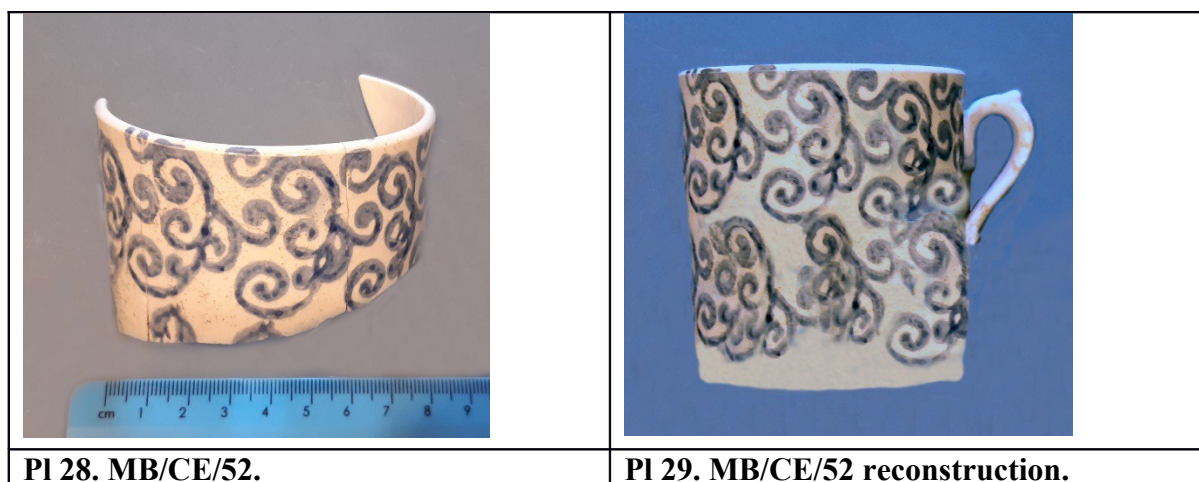 cm 1 2 3 4 5 6 7 8 9
Pl 28. MB/CE/52.
Pl 29. MB/CE/52 reconstruction.